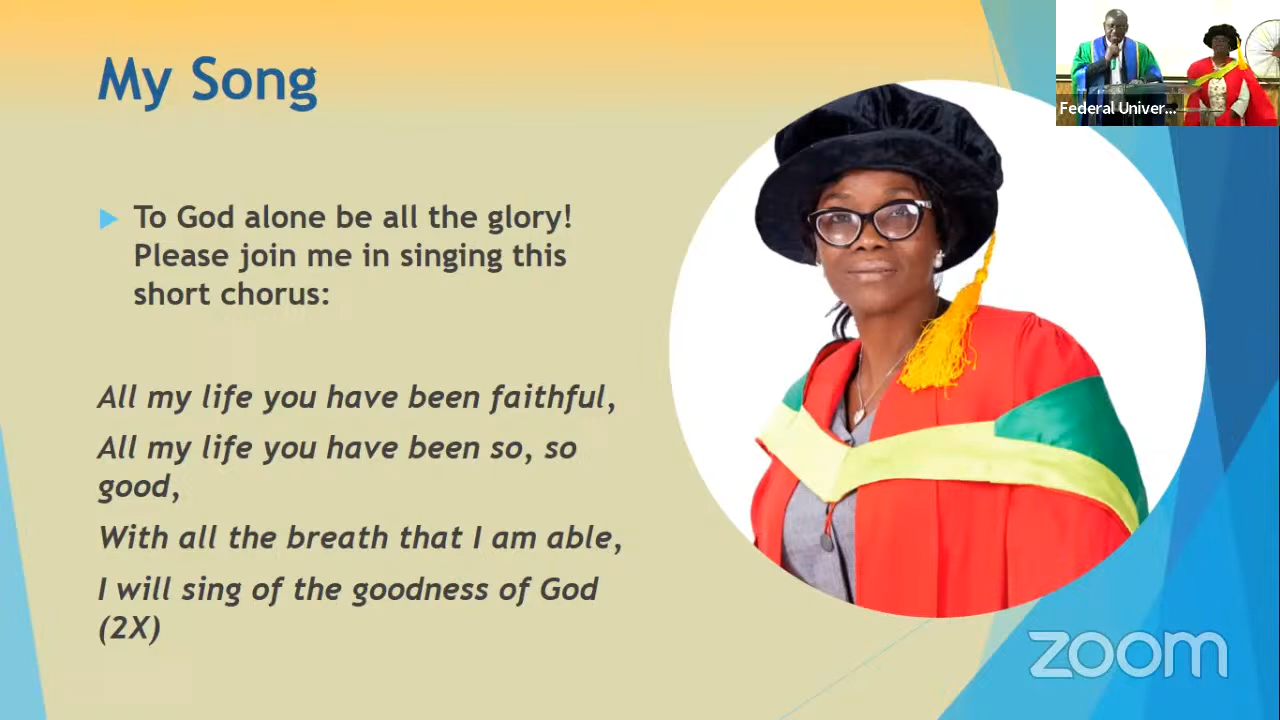 My Song
To God alone be all the glory!
Please join me in singing this
short chorus:
All my life you have been faithful,
All my life you have been so, so
good,
With all the breath that I am able,
I will sing of the goodness of God
(2X)
Federal Univer...
zoom